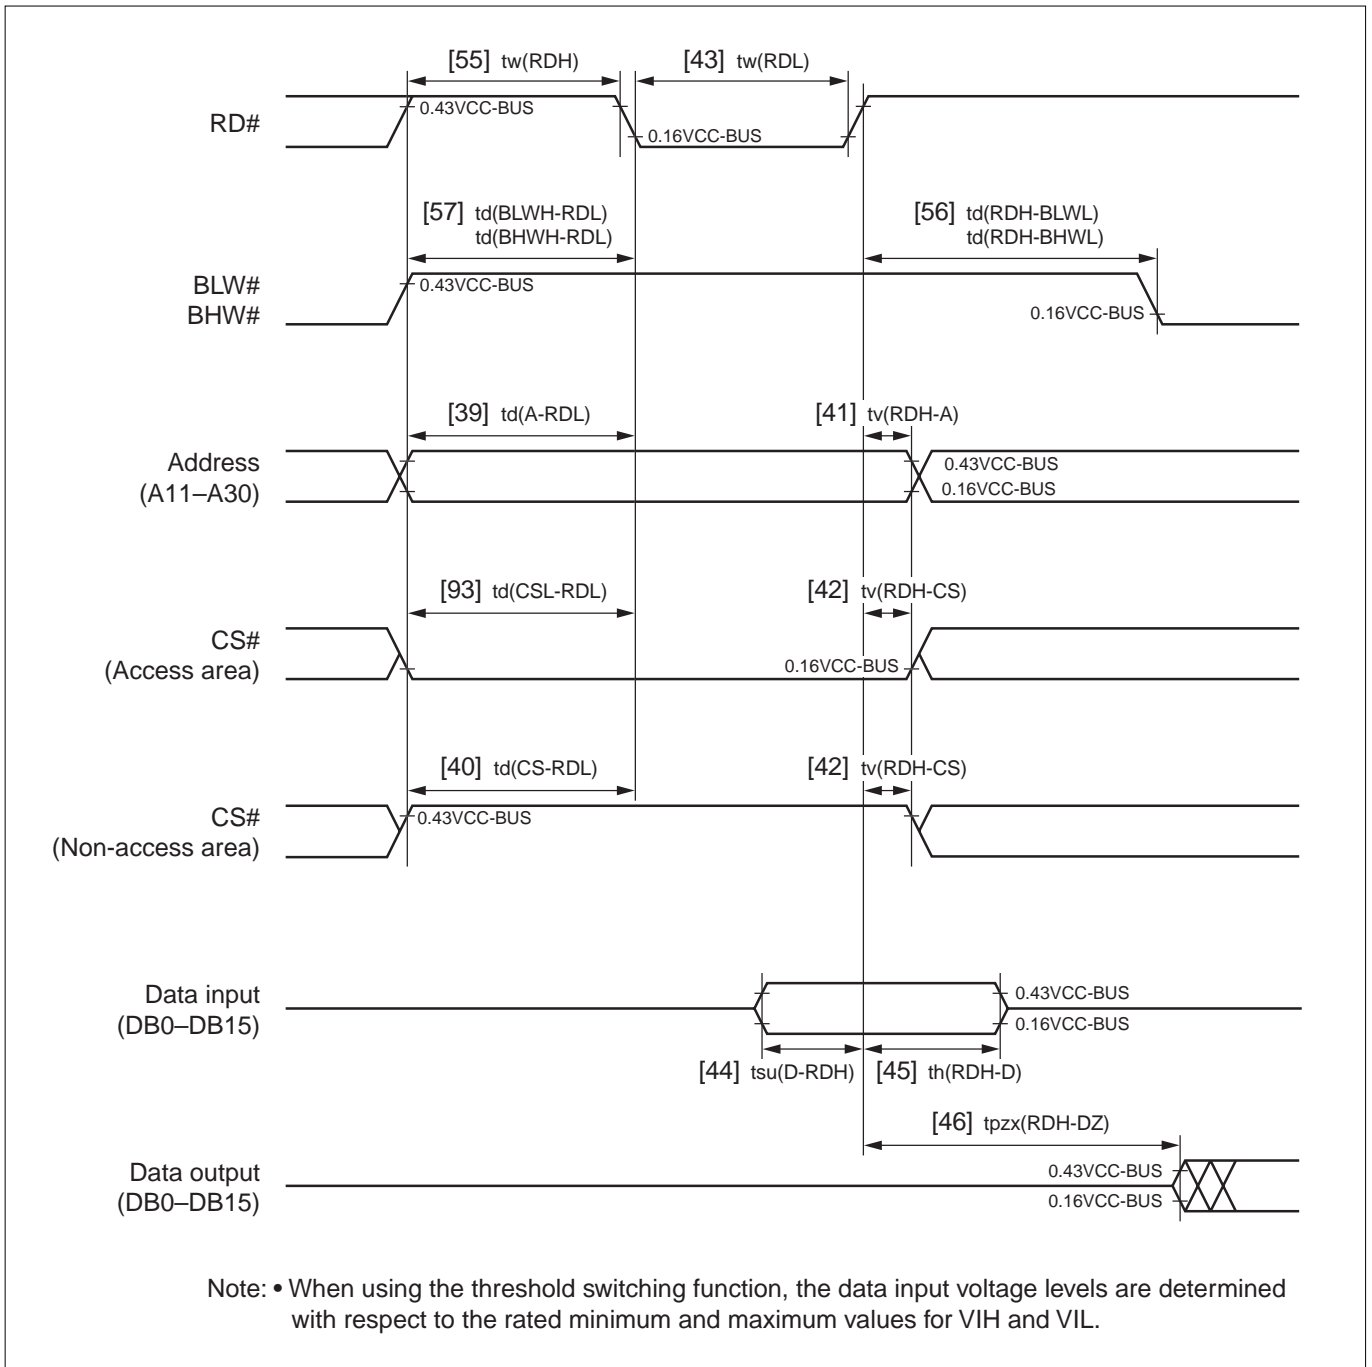 [55] tw(RDH)
[43] tw(RDL)
RD#
0.43VCC-BUS
0.16VCC-BUS
[57] td(BLWH-RDL)
td(BHWH-RDL)
[56] td(RDH-BLWL)
td(RDH-BHWL)
BLW#
BHW#
0.43VCC-BUS
0.16VCC-BUS
[39] td(A-RDL)
[41] tv(RDH-A)
Address
(A11–A30)
0.43VCC-BUS
0.16VCC-BUS
[93] td(CSL-RDL)
[42] tv(RDH-CS)
CS#
(Access area)
0.16VCC-BUS
[40] td(CS-RDL)
[42] tv(RDH-CS)
CS#
(Non-access area)
0.43VCC-BUS
Data input
(DB0–DB15)
0.43VCC-BUS
0.16VCC-BUS
[44] tsu(D-RDH)
[45] th(RDH-D)
[46] tpzx(RDH-DZ)
Data output
(DB0–DB15)
0.43VCC-BUS
0.16VCC-BUS
Note: • When using the threshold switching function, the data input voltage levels are determined
with respect to the rated minimum and maximum values for VIH and VIL.